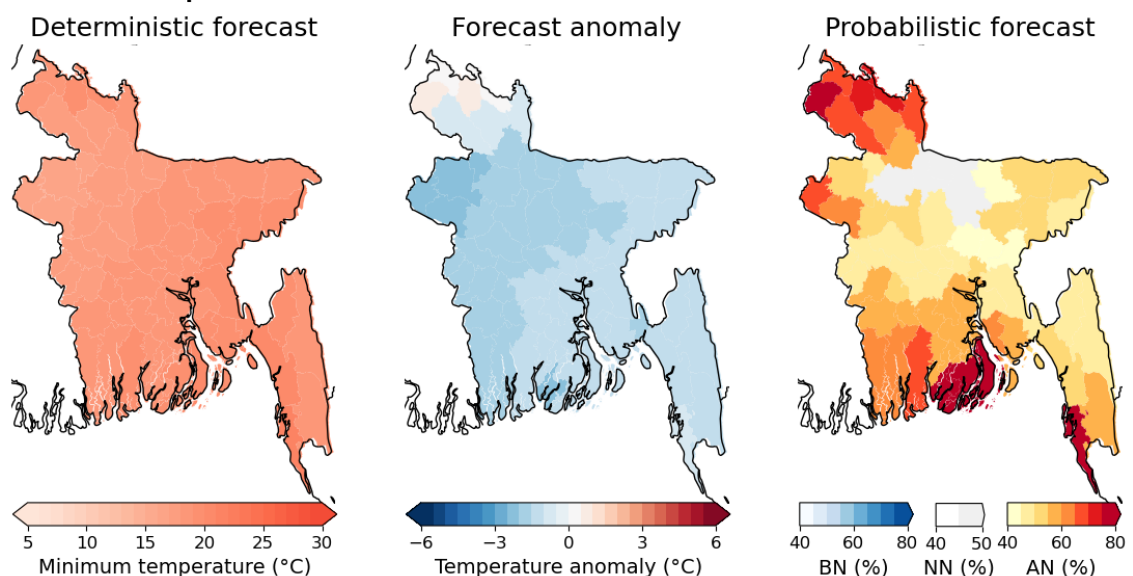 Deterministic forecast
Forecast anomaly
Probabilistic forecast
5 10 15 20 25 30
Minimum temperature (°C)
−6 −3 0 3 6
Temperature anomaly (°C)
40 60 80
BN (%)
40 50
NN (%)
40 60 80
AN (%)